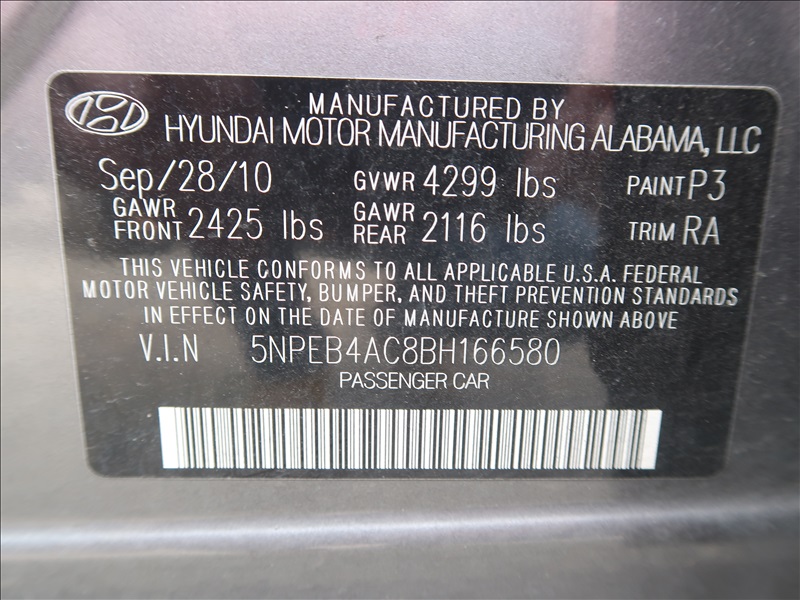 MANUFACTURED BY
HYUNDAI MOTOR MANUFACTURING ALABAMA, LLC
Sep/28/10 GVWR 4299 lbs PAINT P3
GAWR FRONT 2425 lbs GAWR REAR 2116 lbs TRIM RA
THIS VEHICLE CONFORMS TO ALL APPLICABLE U.S.A. FEDERAL
MOTOR VEHICLE SAFETY, BUMPER, AND THEFT PREVENTION STANDARDS
IN EFFECT ON THE DATE OF MANUFACTURE SHOWN ABOVE
V.I.N 5NPEB4AC8BH166580
PASSENGER CAR